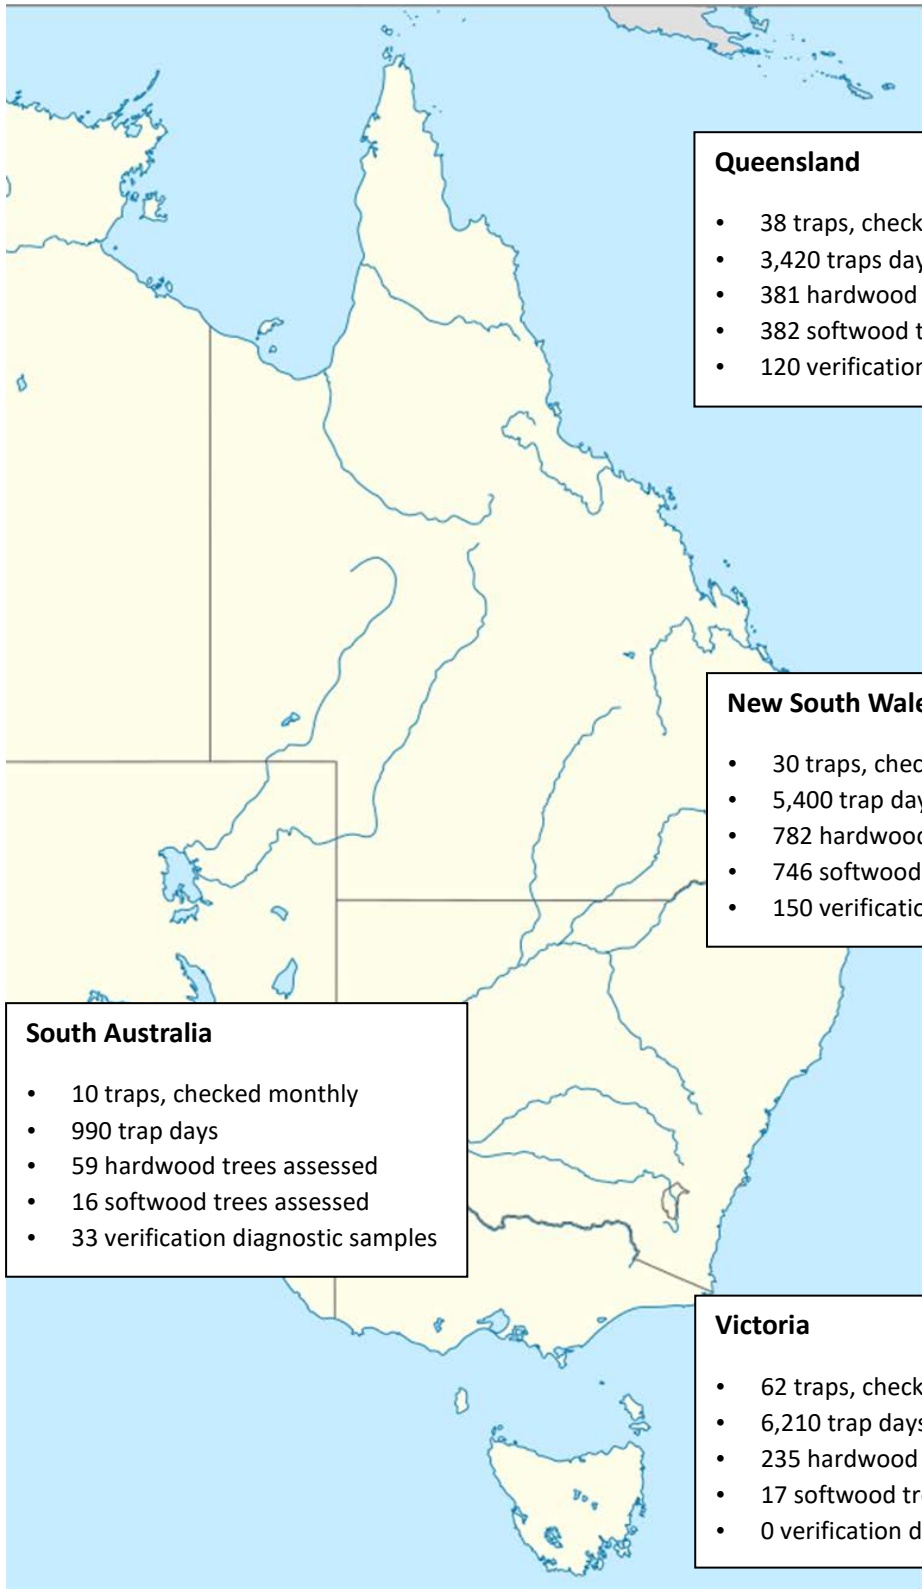 Queensland
• 38 traps, check
• 3,420 traps day
• 381 hardwood
• 382 softwood t
• 120 verification
New South Wale
• 30 traps, chec
• 5,400 trap day
• 782 hardwood
• 746 softwood
• 150 verificatio
South Australia
• 10 traps, checked monthly
• 990 trap days
• 59 hardwood trees assessed
• 16 softwood trees assessed
• 33 verification diagnostic samples
Victoria
• 62 traps, check
• 6,210 trap days
• 235 hardwood
• 17 softwood tr
• 0 verification d